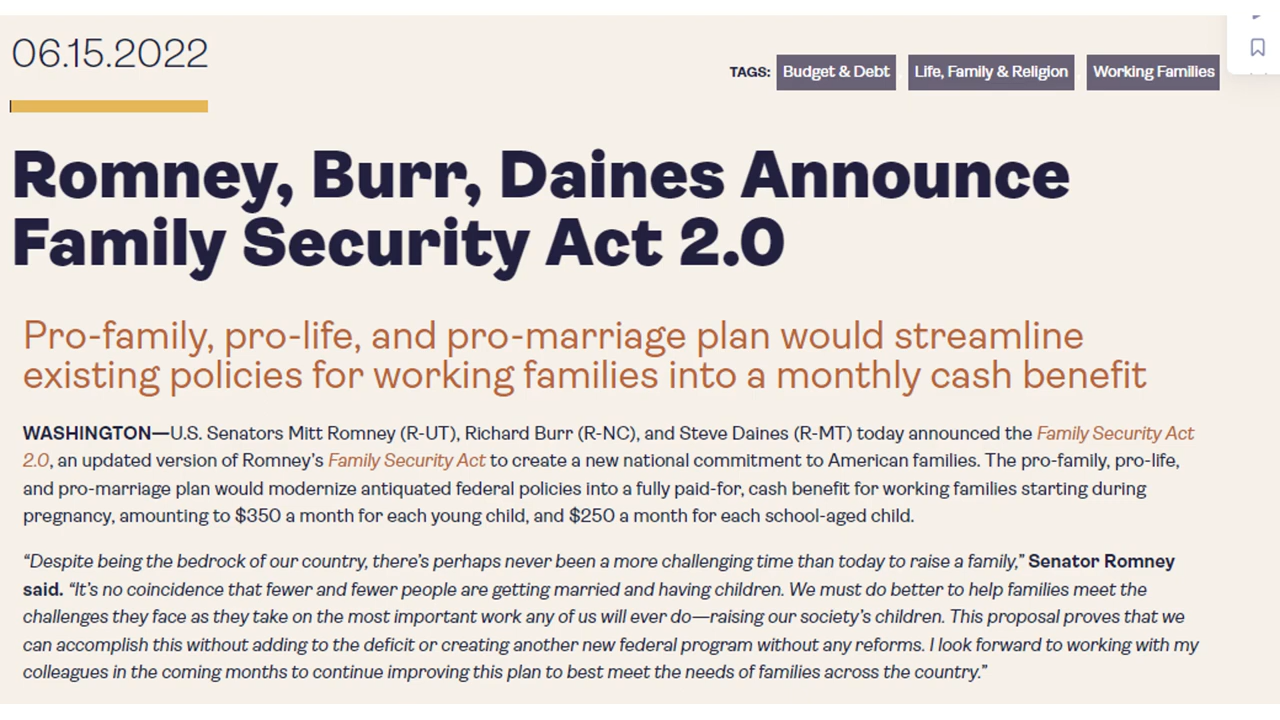 06.15.2022
TAGS: Budget & Debt Life, Family & Religion Working Families
Romney, Burr, Daines Announce
Family Security Act 2.0
Pro-family, pro-life, and pro-marriage plan would streamline
existing policies for working families into a monthly cash benefit
WASHINGTON—U.S. Senators Mitt Romney (R-UT), Richard Burr (R-NC), and Steve Daines (R-MT) today announced the Family Security Act
2.0, an updated version of Romney's Family Security Act to create a new national commitment to American families. The pro-family, pro-life,
and pro-marriage plan would modernize antiquated federal policies into a fully paid-for, cash benefit for working families starting during
pregnancy, amounting to $350 a month for each young child, and $250 a month for each school-aged child.
“Despite being the bedrock of our country, there's perhaps never been a more challenging time than today to raise a family,” Senator Romney
said. “It's no coincidence that fewer and fewer people are getting married and having children. We must do better to help families meet the
challenges they face as they take on the most important work any of us will ever do—raising our society's children. This proposal proves that we
can accomplish this without adding to the deficit or creating another new federal program without any reforms. I look forward to working with my
colleagues in the coming months to continue improving this plan to best meet the needs of families across the country.”